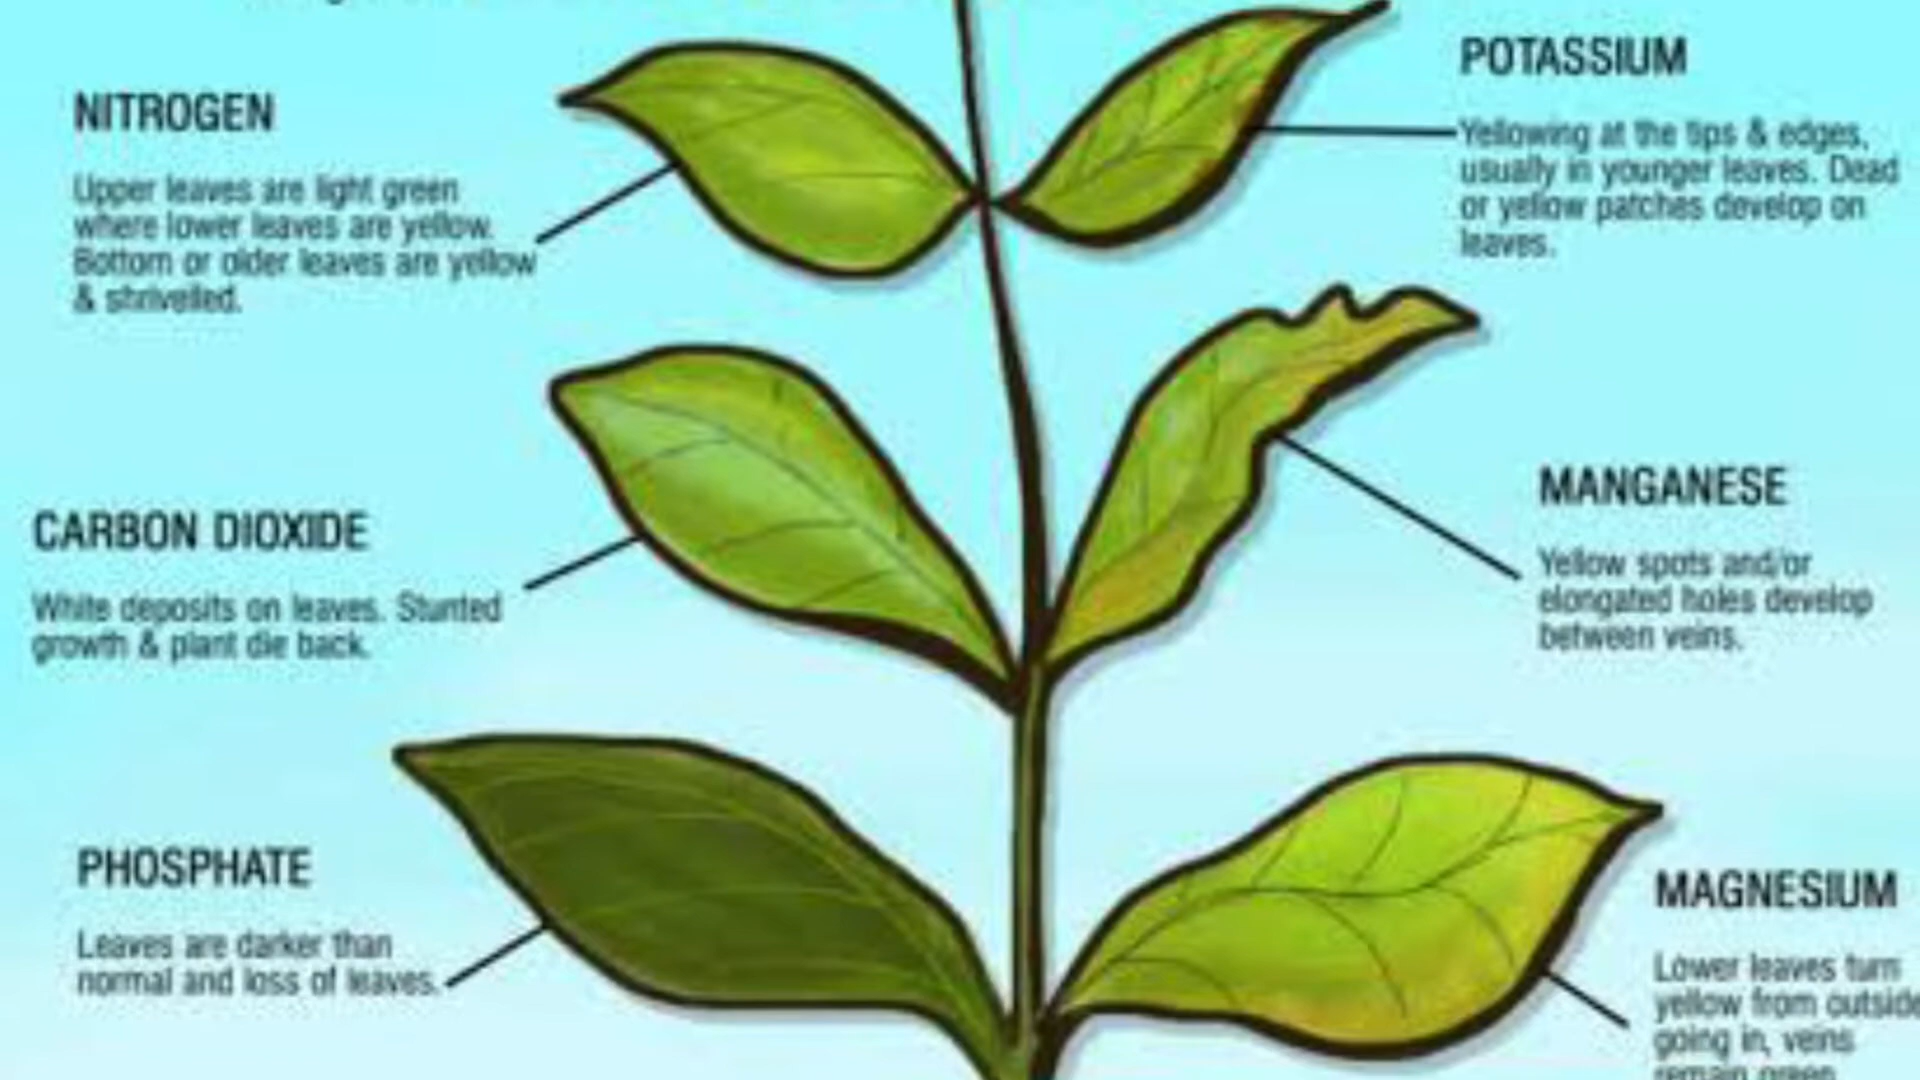 NITROGEN
Upper leaves are light green
where lower leaves are yellow.
Bottom or older leaves are yellow
& shrivelled.
POTASSIUM
Yellowing at the tips & edges,
usually in younger leaves. Dead
or yellow patches develop on
leaves.
CARBON DIOXIDE
White deposits on leaves. Stunted
growth & plant die back.
MANGANESE
Yellow spots and/or
elongated holes develop
between veins.
PHOSPHATE
Leaves are darker than
normal and loss of leaves.
MAGNESIUM
Lower leaves turn
yellow from outside
going in, veins
remain green